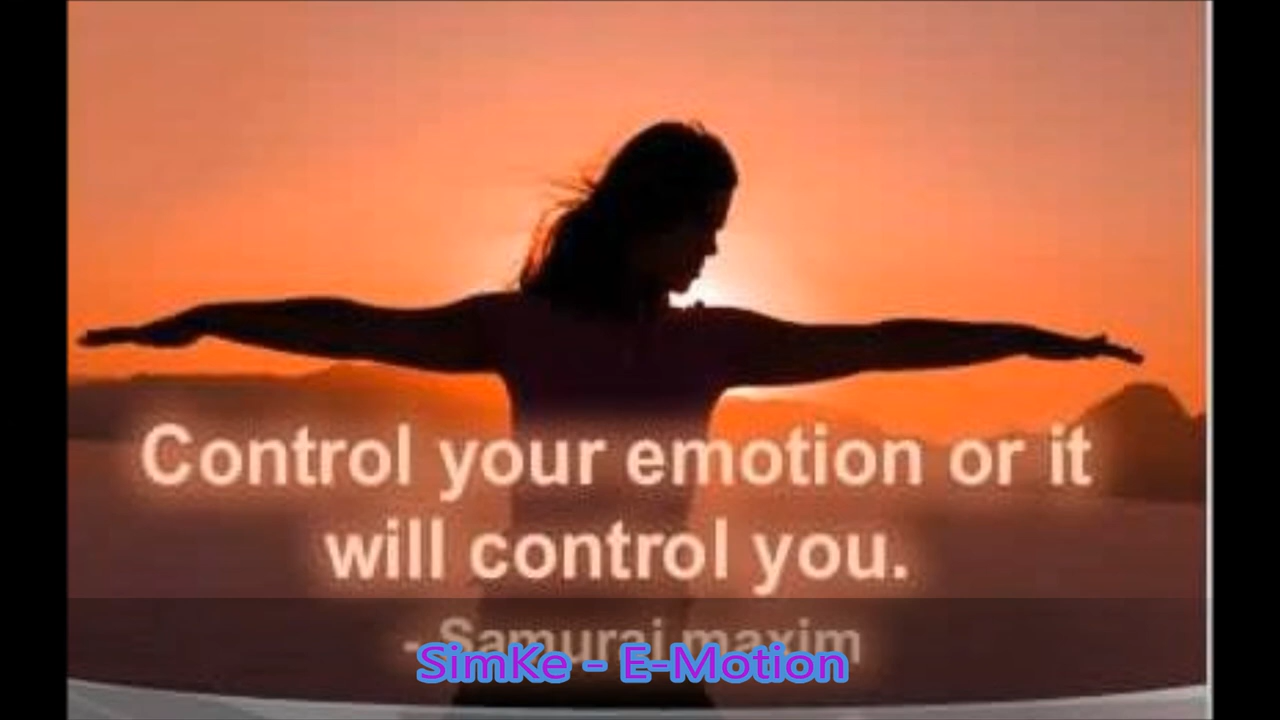 Control your emotion or it
will control you.
- Samurai maxim
SimKe - E-Motion